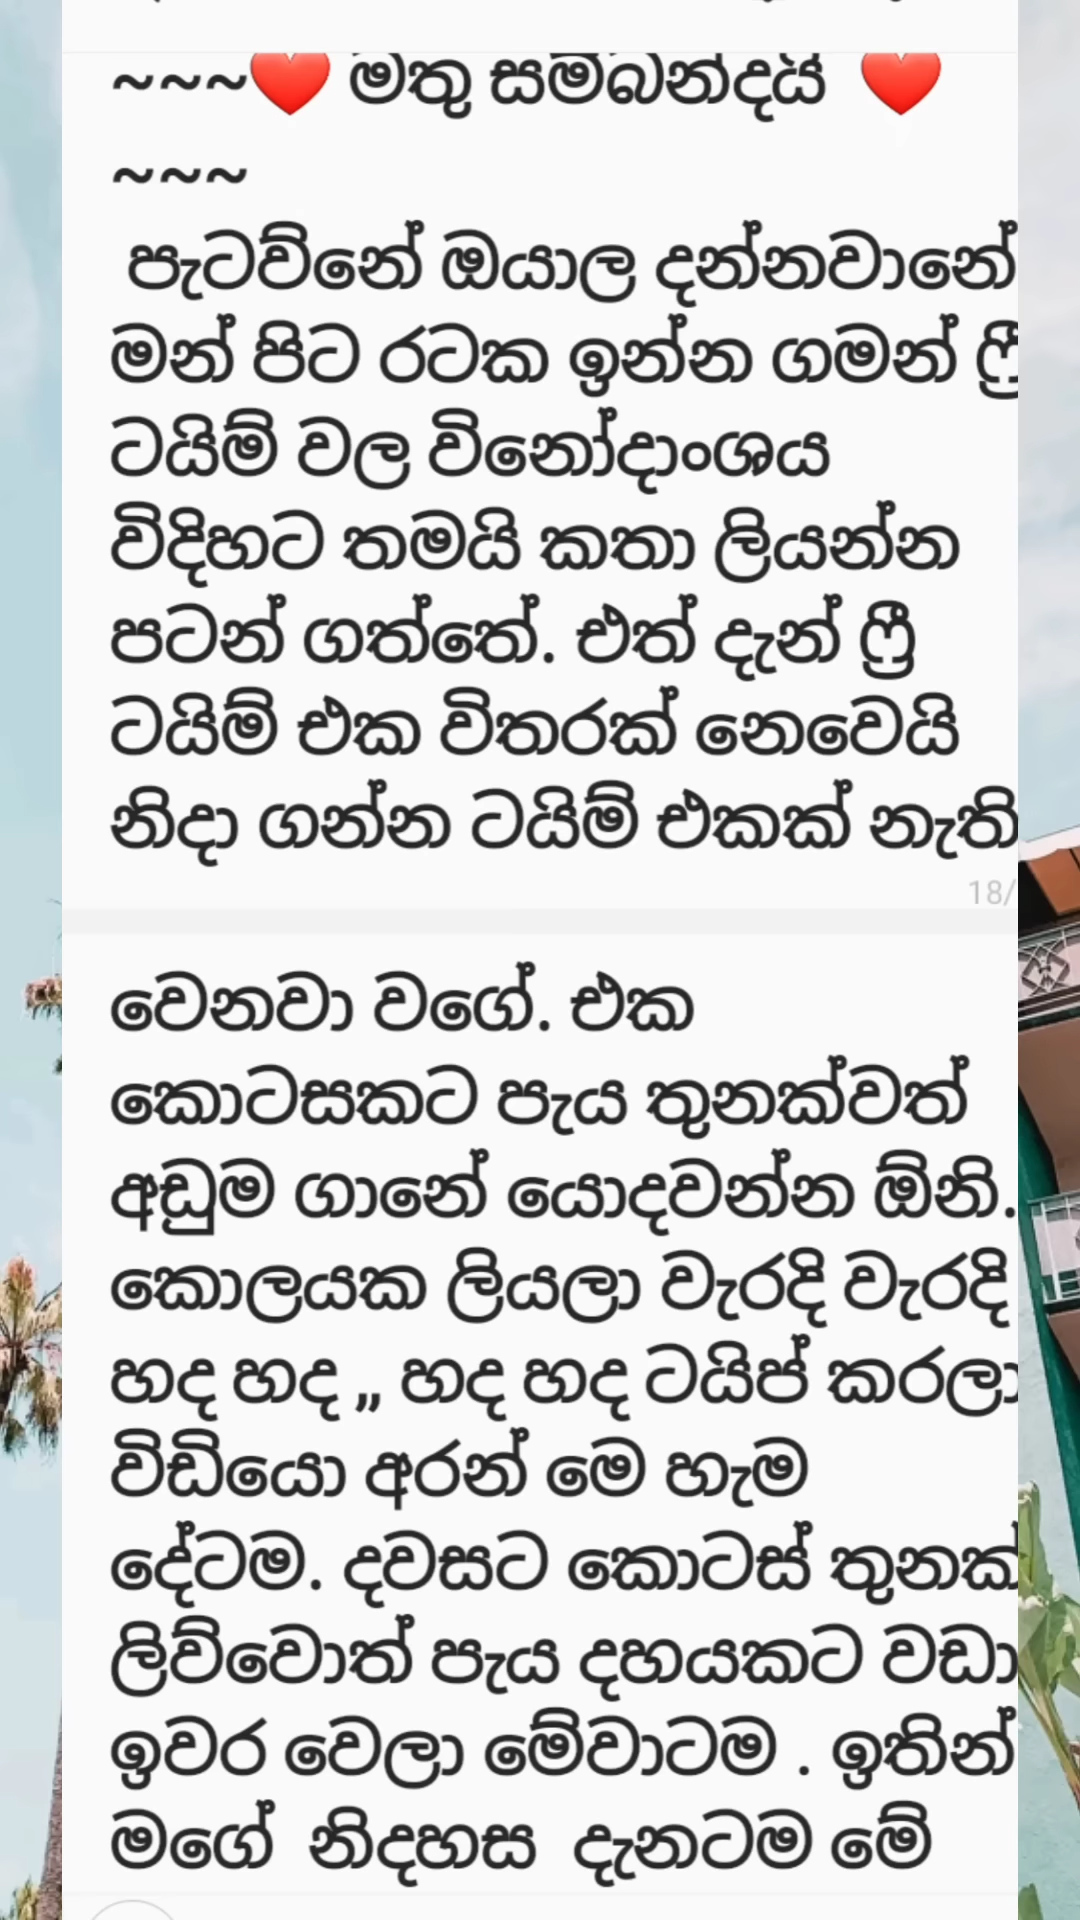 ~~~❤️ මතු සම්බන්දය ❤️
~~~
පැටව්නේ ඔයාල දන්නවානේ
මන් පිට රටක ඉන්න ගමන් ෆ්‍රී
ටයිම් වල විනෝදාංශය
විදිහට තමයි කතා ලියන්න
පටන් ගත්තේ. එත් දැන් ෆ්‍රී
ටයිම් එක විතරක් නෙවෙයි
නිදා ගන්න ටයිම් එකක් නැති
18/
වෙනවා වගේ. එක
කොටසකට පැය තුනක්වත්
අඩුම ගානේ යොදවන්න ඕනි.
කොලයක ලියලා වැරදි වැරදි
හද හද ,, හද හද ටයිප් කරලා
විඩියො අරන් මෙ හැම
දේටම. දවසට කොටස් තුනක්
ලිව්වොත් පැය දහයකට වඩා
ඉවර වෙලා මේවාටම . ඉතින්
මගේ නිදහස දැනටම මේ